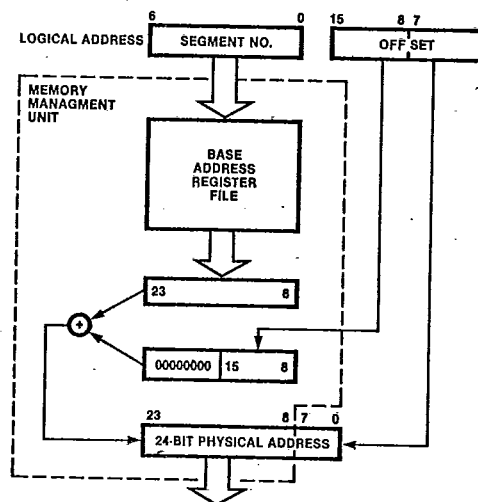 6 0 15 8 7
LOGICAL ADDRESS SEGMENT NO. OFF SET
MEMORY
MANAGMENT
UNIT
BASE
ADDRESS
REGISTER
FILE
23 8
+
00000000 15 8
23 8 7 0
24-BIT PHYSICAL ADDRESS